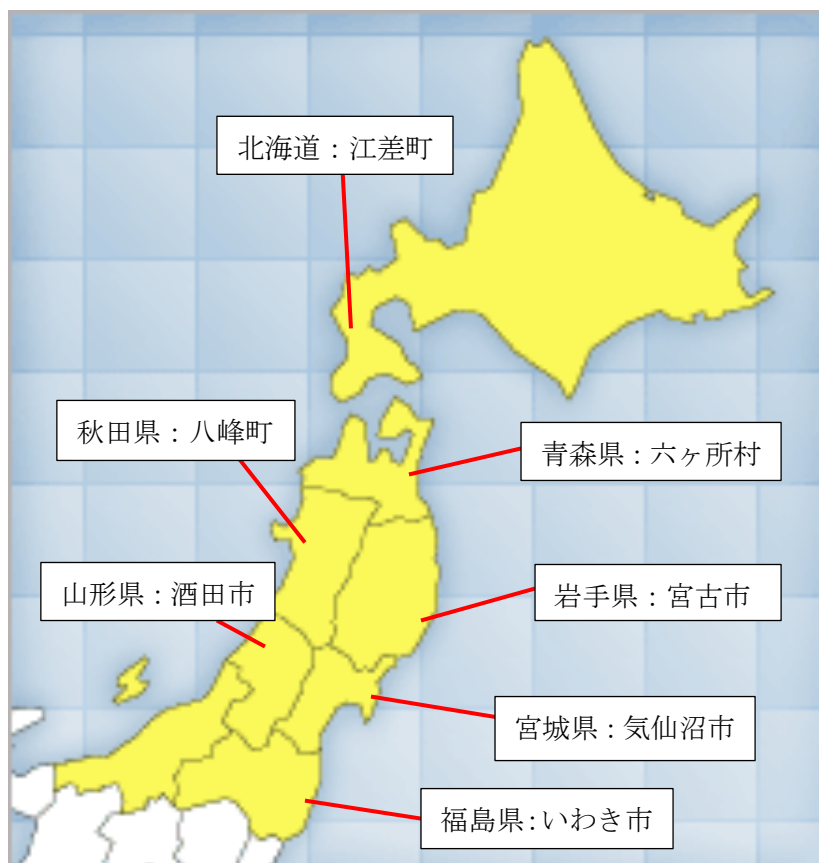 北海道：江差町
秋田県：八峰町
青森県：六ヶ所村
山形県：酒田市
岩手県：宮古市
宮城県：気仙沼市
福島県：いわき市